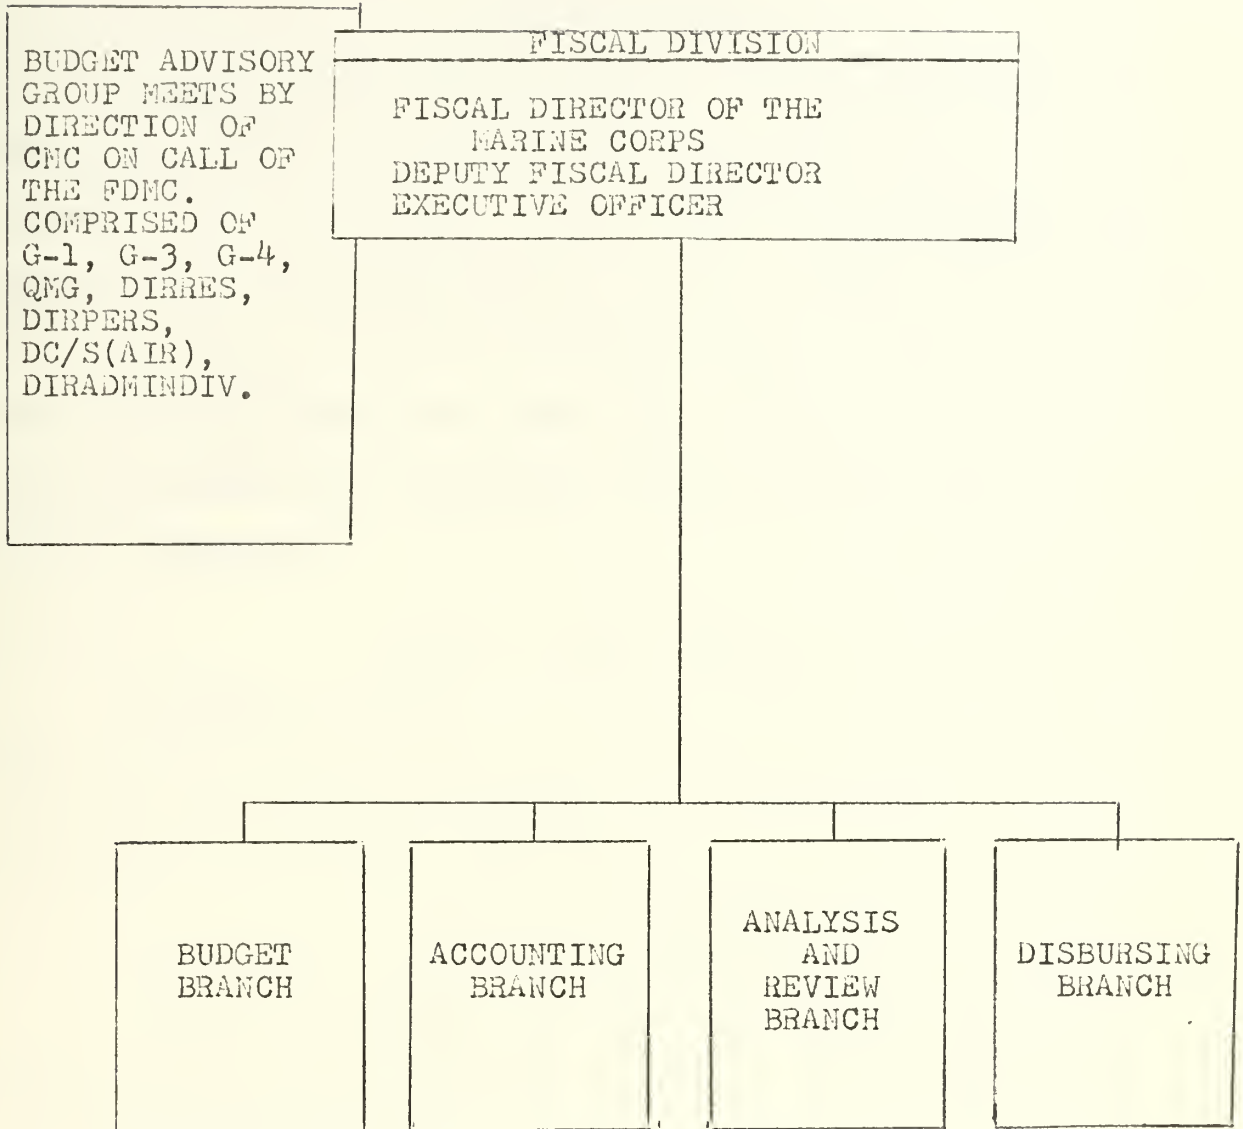 BUDGET ADVISORY
GROUP MEETS BY
DIRECTION OF
CMC ON CALL OF
THE FDMC.
COMPRISED OF
G-1, G-3, G-4,
QMG, DIRRES,
DIRPERS,
DC/S(AIR),
DIRADMINDIV.
FISCAL DIVISION
FISCAL DIRECTOR OF THE
MARINE CORPS
DEPUTY FISCAL DIRECTOR
EXECUTIVE OFFICER
BUDGET
BRANCH
ACCOUNTING
BRANCH
ANALYSIS
AND
REVIEW
BRANCH
DISBURSING
BRANCH